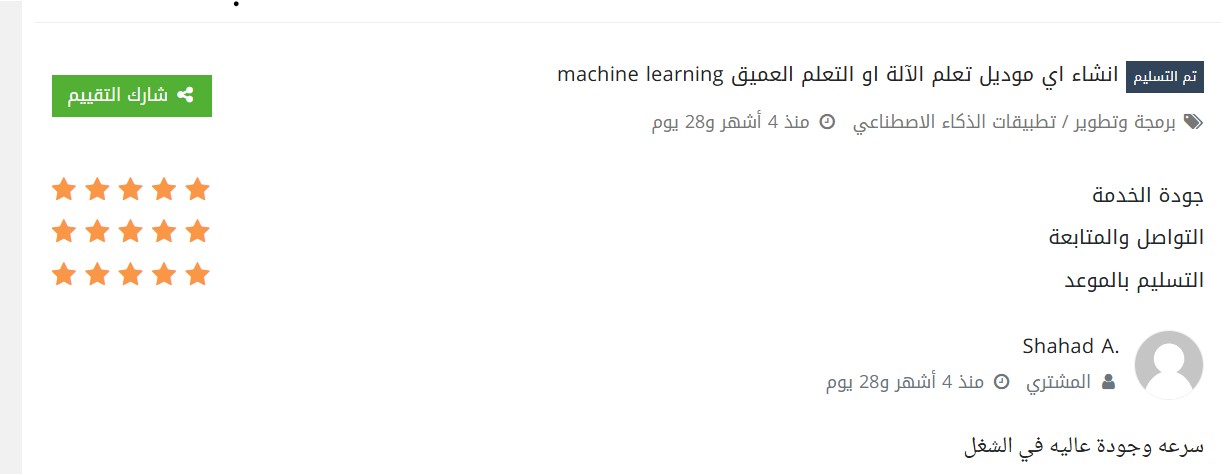 تم التسليم انشاء اي موديل تعلم الآلة او التعلم العميق machine learning
شارك التقييم
برمجة وتطوير / تطبيقات الذكاء الاصطناعي منذ 4 أشهر و28 يوم
جودة الخدمة
التواصل والمتابعة
التسليم بالموعد
Shahad A.
المشتري منذ 4 أشهر و28 يوم
سرعه وجودة عاليه في الشغل